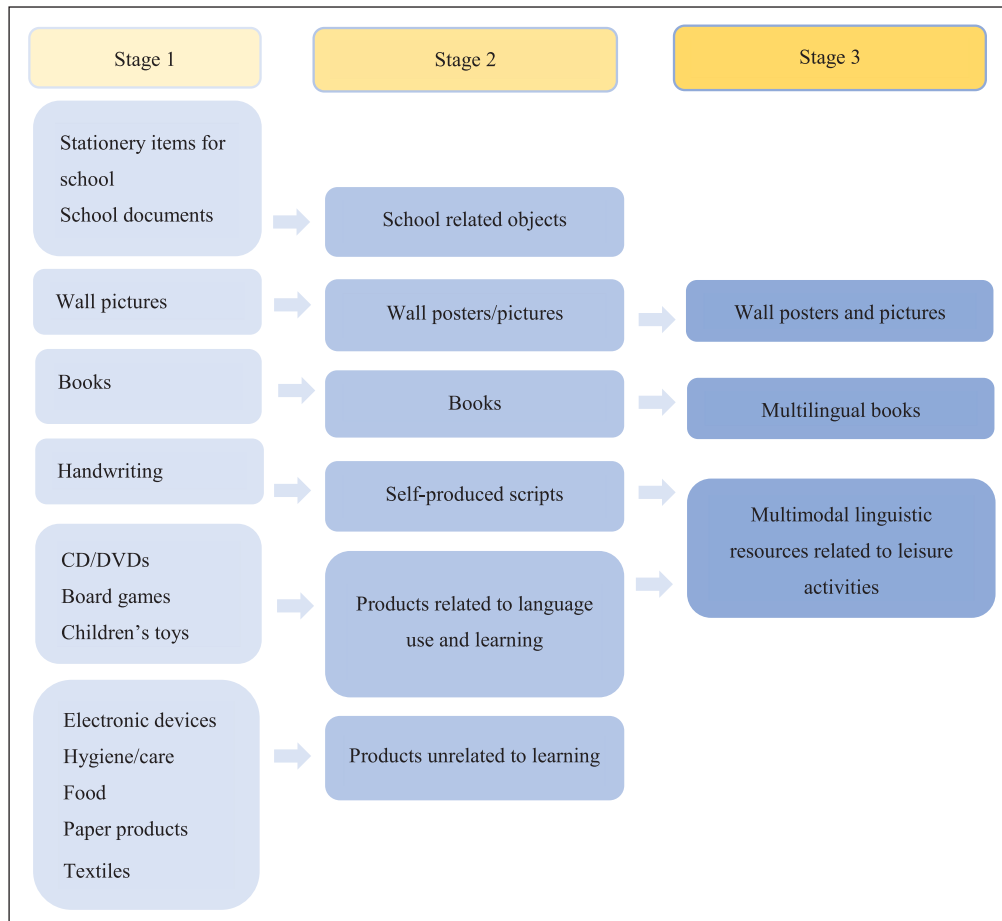 Stage 1
Stage 2
Stage 3
Stationery items for
school
School documents
School related objects
Wall pictures
Wall posters/pictures
Wall posters and pictures
Books
Books
Multilingual books
Handwriting
Self-produced scripts
Multimodal linguistic
resources related to leisure
activities
CD/DVDs
Board games
Children’s toys
Products related to language
use and learning
Electronic devices
Hygiene/care
Food
Paper products
Textiles
Products unrelated to learning